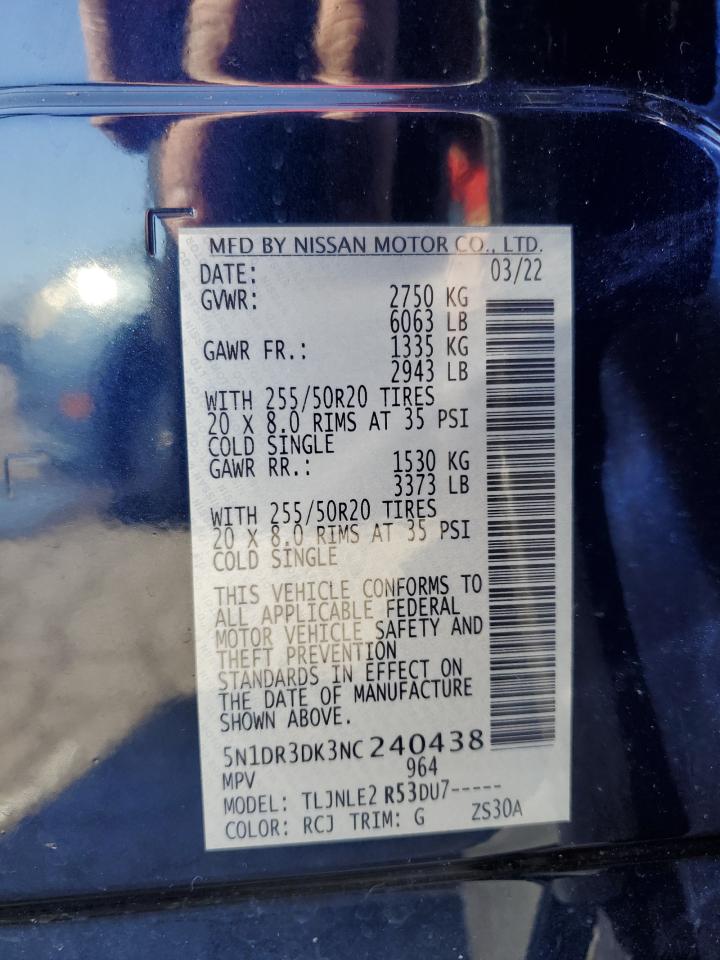 MFD BY NISSAN MOTOR CO., LTD.
DATE: 03/22
GVWR: 2750 KG
6063 LB
GAWR FR.: 1335 KG
2943 LB
WITH 255/50R20 TIRES
20 X 8.0 RIMS AT 35 PSI
COLD SINGLE
GAWR RR.: 1530 KG
3373 LB
WITH 255/50R20 TIRES
20 X 8.0 RIMS AT 35 PSI
COLD SINGLE
THIS VEHICLE CONFORMS TO
ALL APPLICABLE FEDERAL
MOTOR VEHICLE SAFETY AND
THEFT PREVENTION
STANDARDS IN EFFECT ON
THE DATE OF MANUFACTURE
SHOWN ABOVE.
5N1DR3DK3NC240438
MPV 964
MODEL: TLJNLE2 R53DU7-----
COLOR: RCJ TRIM: G ZS30A